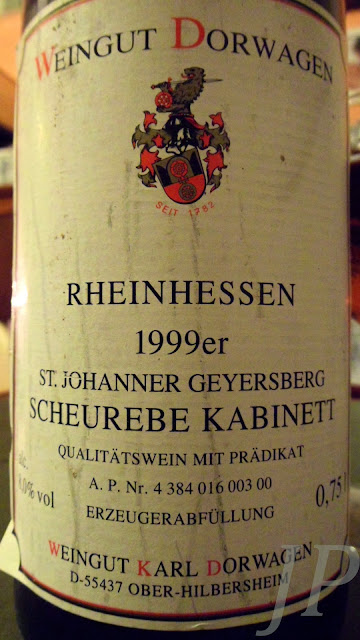 WEINGUT DORWAGEN
SEIT 1782
RHEINHESSEN
1999er
ST. JOHANNER GEYERSBERG
SCHEUREBE KABINETT
QUALITÄTSWEIN MIT PRÄDIKAT
A. P. Nr. 4 384 016 003 00
% vol
0,75
ERZEUGERABFÜLLUNG
WEINGUT KARL DORWAGEN
D-55437 OBER-HILBERSHEIM
JP